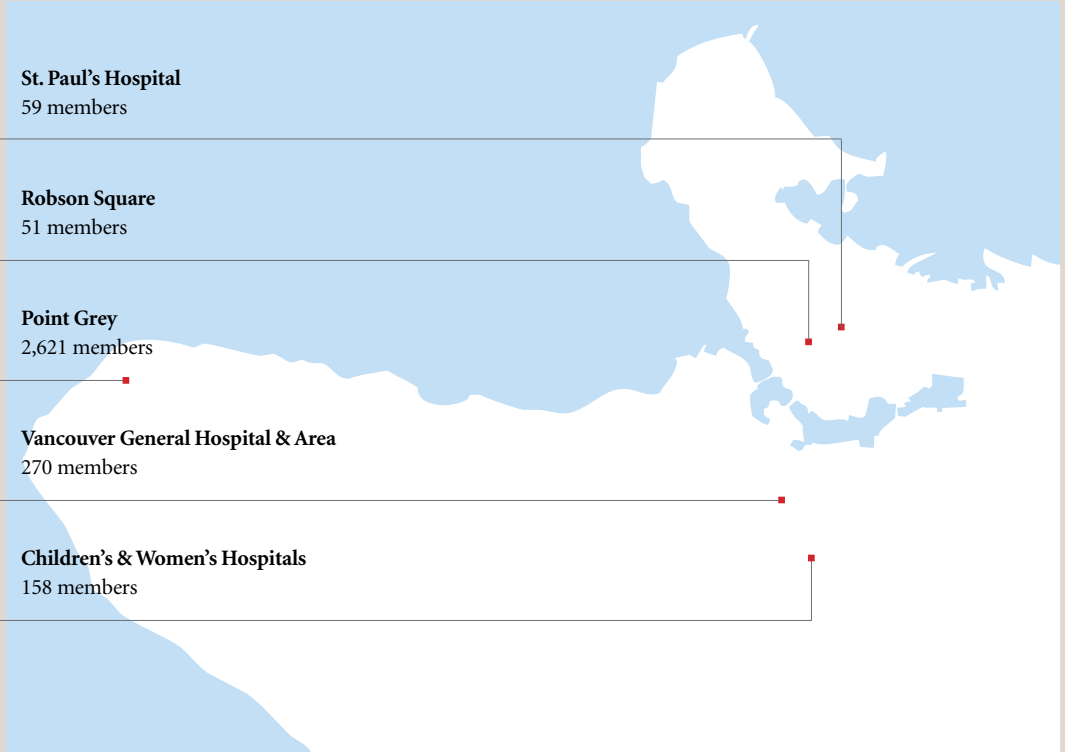 St. Paul’s Hospital
59 members
Robson Square
51 members
Point Grey
2,621 members
Vancouver General Hospital & Area
270 members
Children’s & Women’s Hospitals
158 members